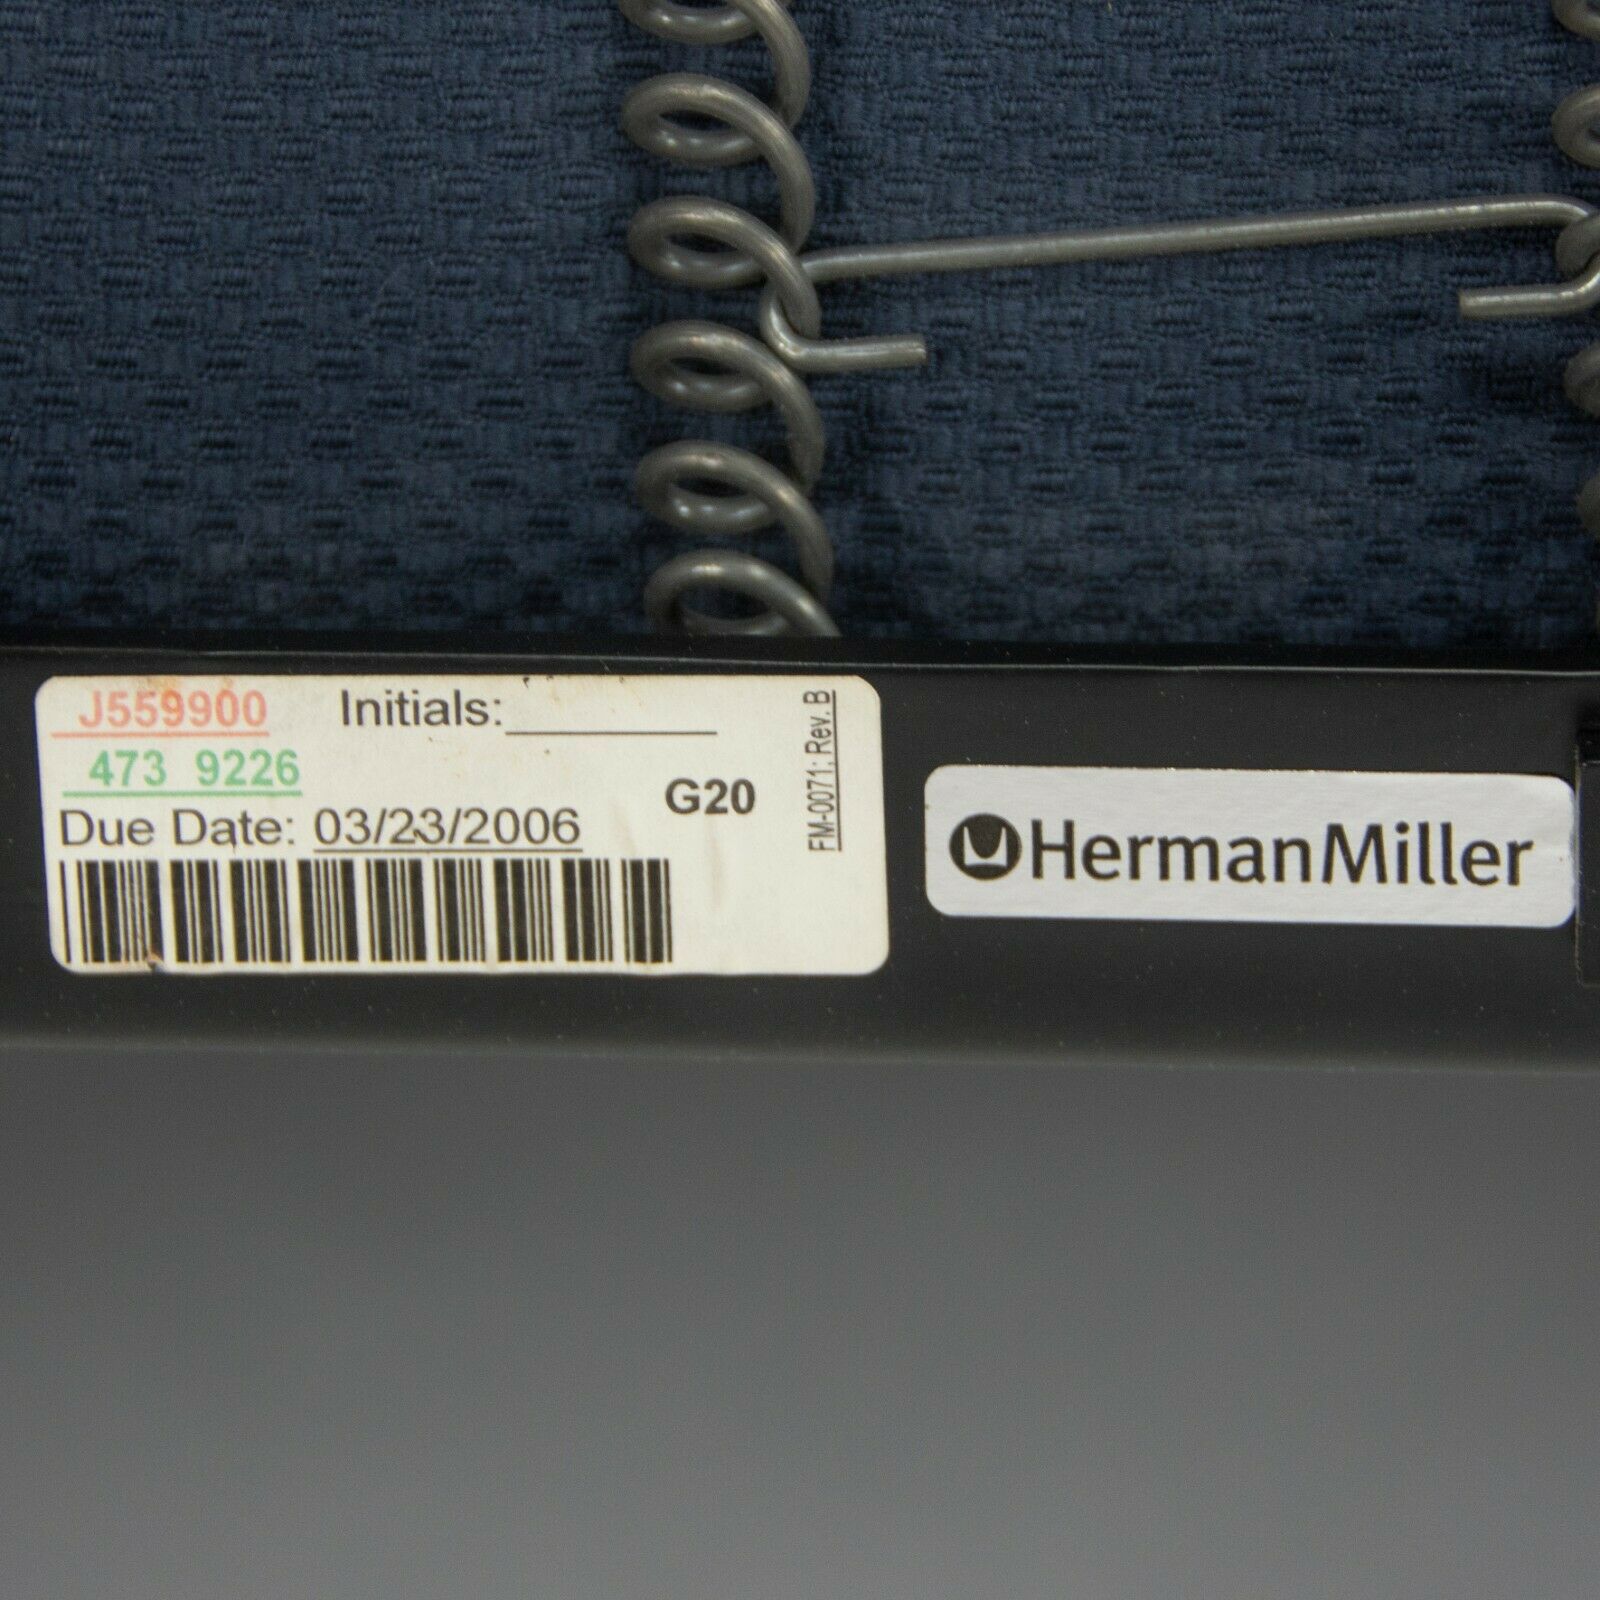 J559900 Initials:
473 9226
G20
Due Date: 03/23/2006
FM-0071; Rev. B
HermanMiller